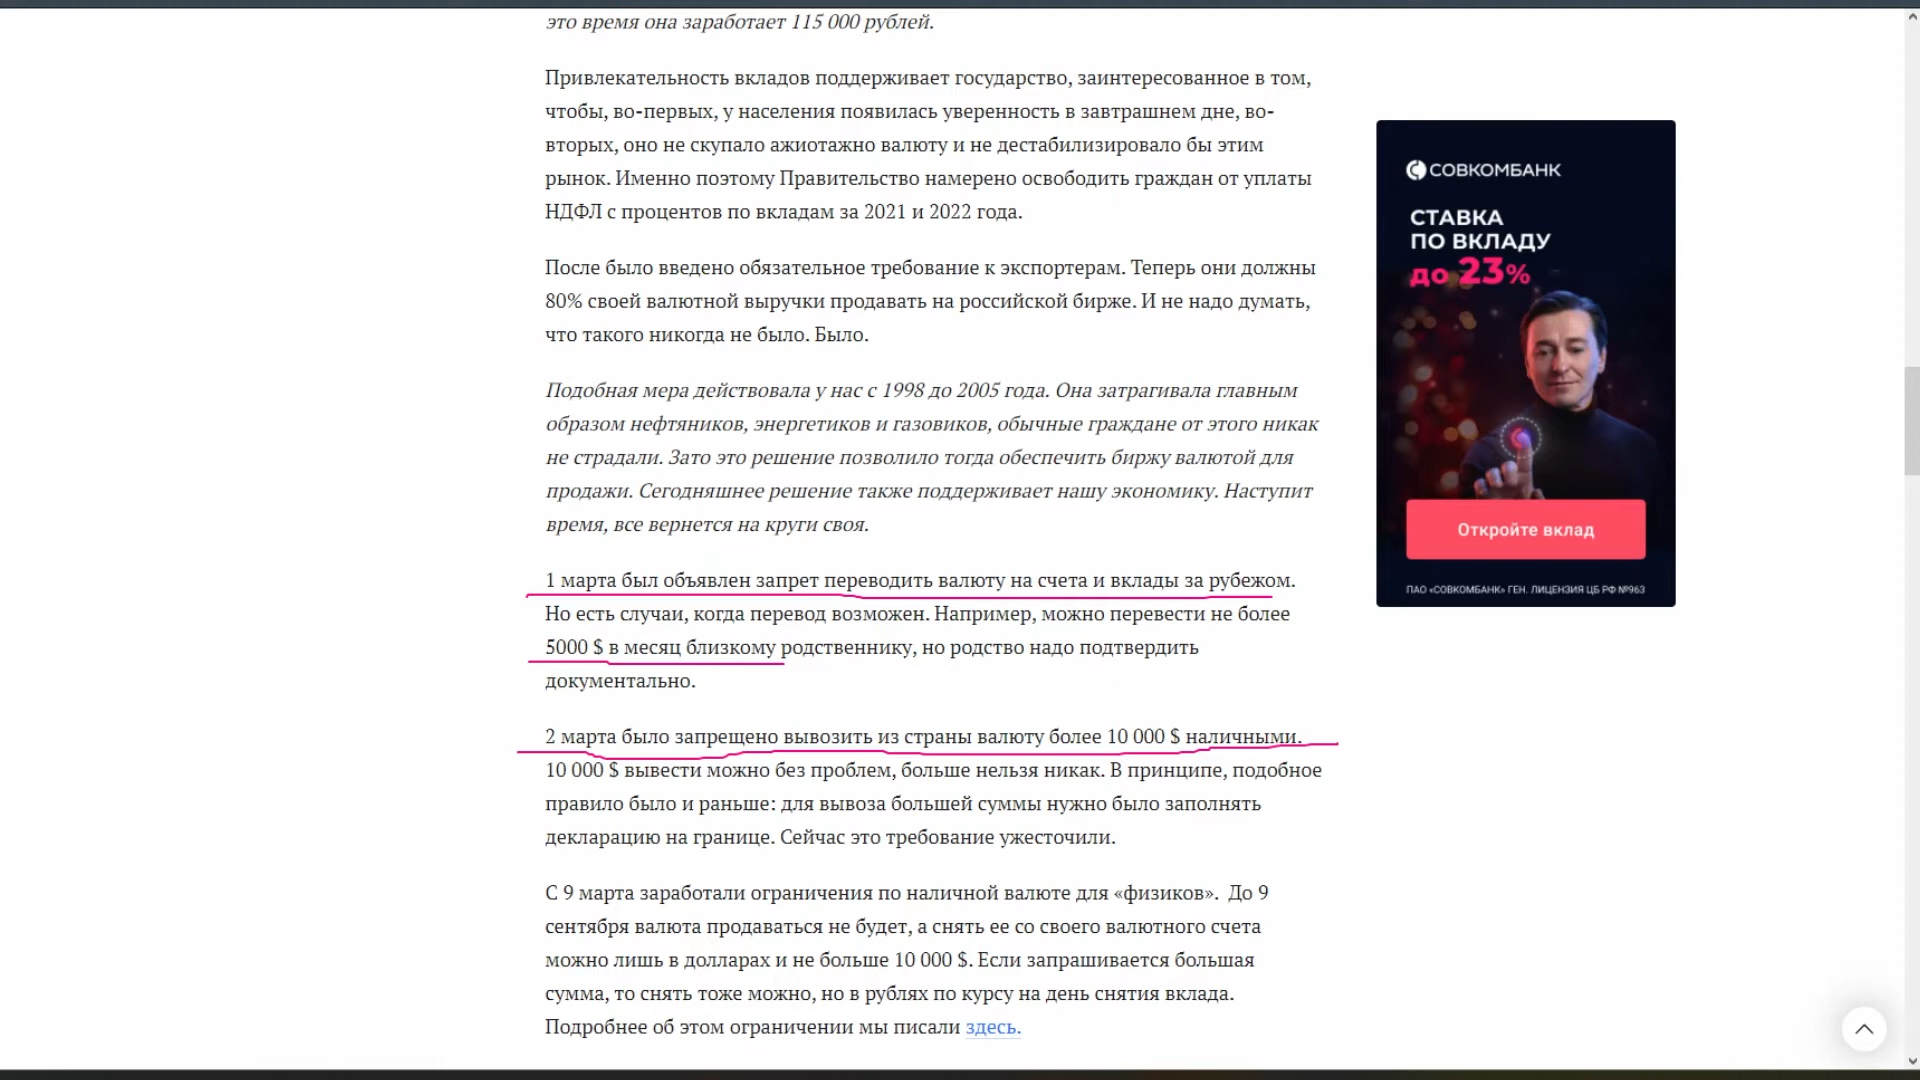 это время она заработает 115 000 рублей.
Привлекательность вкладов поддерживает государство, заинтересованное в том,
чтобы, во-первых, у населения появилась уверенность в завтрашнем дне, во-
вторых, оно не скупало ажиотажно валюту и не дестабилизировало бы этим
рынок. Именно поэтому Правительство намерено освободить граждан от уплаты
НДФЛ с процентов по вкладам за 2021 и 2022 года.
После было введено обязательное требование к экспортерам. Теперь они должны
80% своей валютной выручки продавать на российской бирже. И не надо думать,
что такого никогда не было. Было.
Подобная мера действовала у нас с 1998 до 2005 года. Она затрагивала главным
образом нефтяников, энергетиков и газовиков, обычные граждане от этого никак
не страдали. Зато это решение позволило тогда обеспечить биржу валютой для
продажи. Сегодняшнее решение также поддерживает нашу экономику. Наступит
время, все вернется на круги своя.
1 марта был объявлен запрет переводить валюту на счета и вклады за рубежом.
Но есть случаи, когда перевод возможен. Например, можно перевести не более
5000 $ в месяц близкому родственнику, но родство надо подтвердить
документально.
2 марта было запрещено вывозить из страны валюту более 10 000 $ наличными.
10 000 $ вывести можно без проблем, больше нельзя никак. В принципе, подобное
правило было и раньше: для вывоза большей суммы нужно было заполнять
декларацию на границе. Сейчас это требование ужесточили.
С 9 марта заработали ограничения по наличной валюте для «физиков».  До 9
сентября валюта продаваться не будет, а снять ее со своего валютного счета
можно лишь в долларах и не больше 10 000 $. Если запрашивается большая
сумма, то снять тоже можно, но в рублях по курсу на день снятия вклада.
Подробнее об этом ограничении мы писали здесь.
СОВКОМБАНК
СТАВКА
ПО ВКЛАДУ
до 23%
Откройте вклад
ПАО «СОВКОМБАНК» ГЕН. ЛИЦЕНЗИЯ ЦБ РФ №963